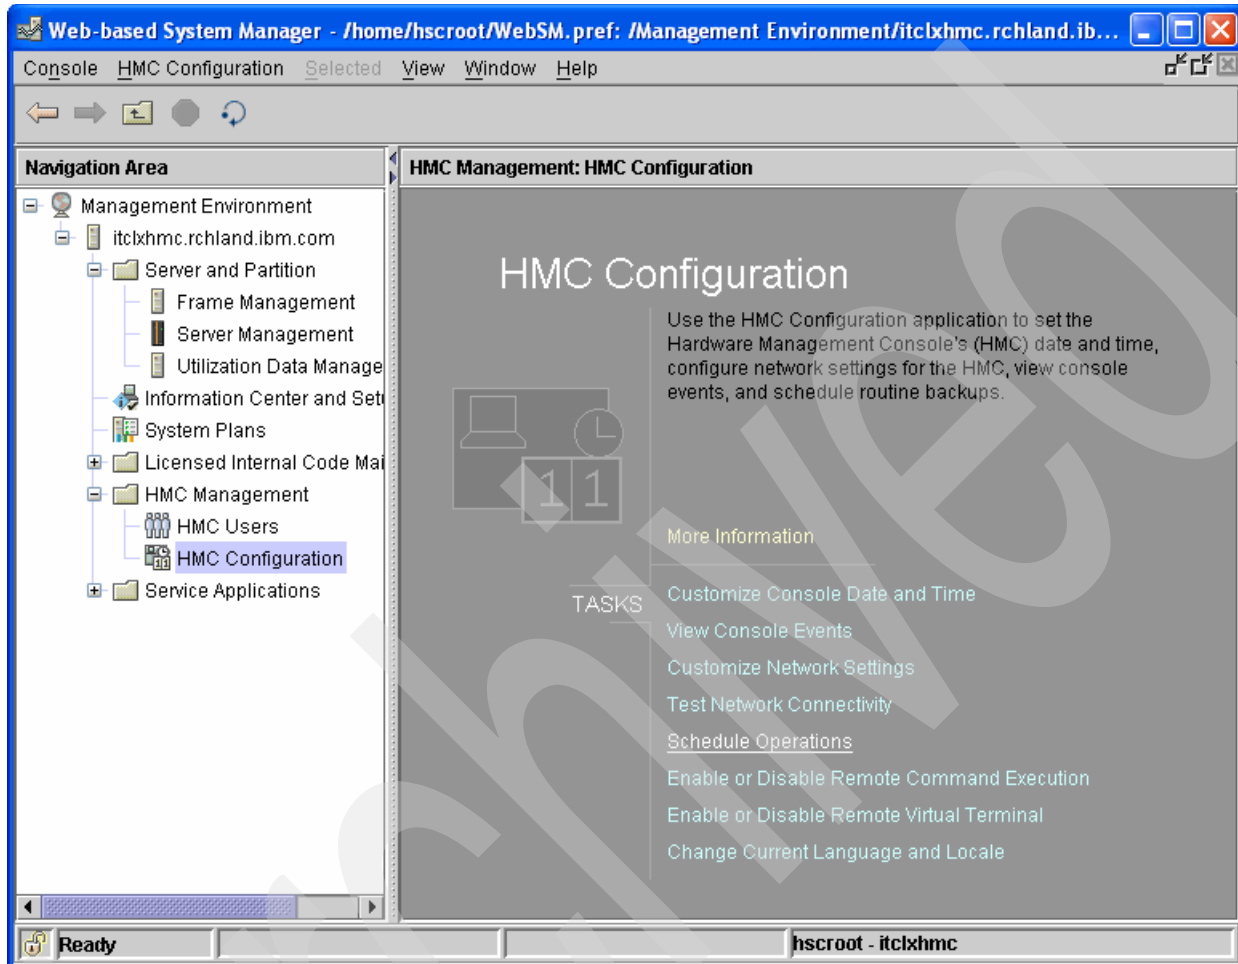 Web-based System Manager - /home/hscroot/WebSM.pref: /Management Environment/itclxhmc.rchland.ib...
Console HMC Configuration Selected View Window Help
Navigation Area
HMC Management: HMC Configuration
Management Environment
itclxhmc.rchland.ibm.com
Server and Partition
Frame Management
Server Management
Utilization Data Manage
Information Center and Set
System Plans
Licensed Internal Code Mai
HMC Management
HMC Users
HMC Configuration
Service Applications
HMC Configuration
Use the HMC Configuration application to set the
Hardware Management Console's (HMC) date and time,
configure network settings for the HMC, view console
events, and schedule routine backups.
11
More Information
TASKS
Customize Console Date and Time
View Console Events
Customize Network Settings
Test Network Connectivity
Schedule Operations
Enable or Disable Remote Command Execution
Enable or Disable Remote Virtual Terminal
Change Current Language and Locale
Ready
hscroot - itclxhmc